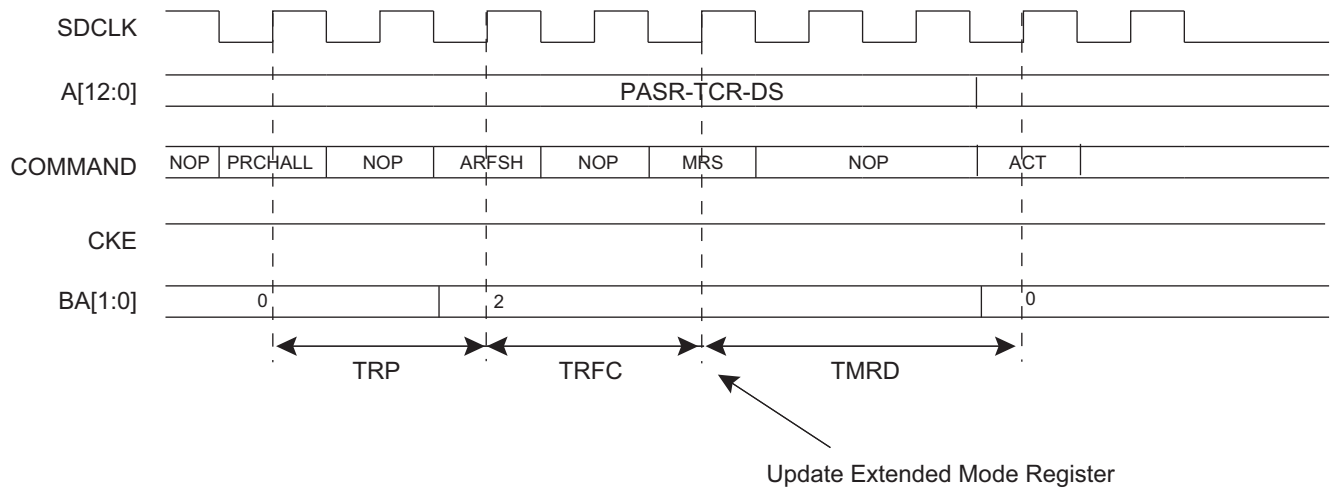 SDCLK
A[12:0] PASR-TCR-DS
COMMAND NOP PRCHALL NOP ARFSH NOP MRS NOP ACT
CKE
BA[1:0] 0 2 0
TRP TRFC TMRD
Update Extended Mode Register